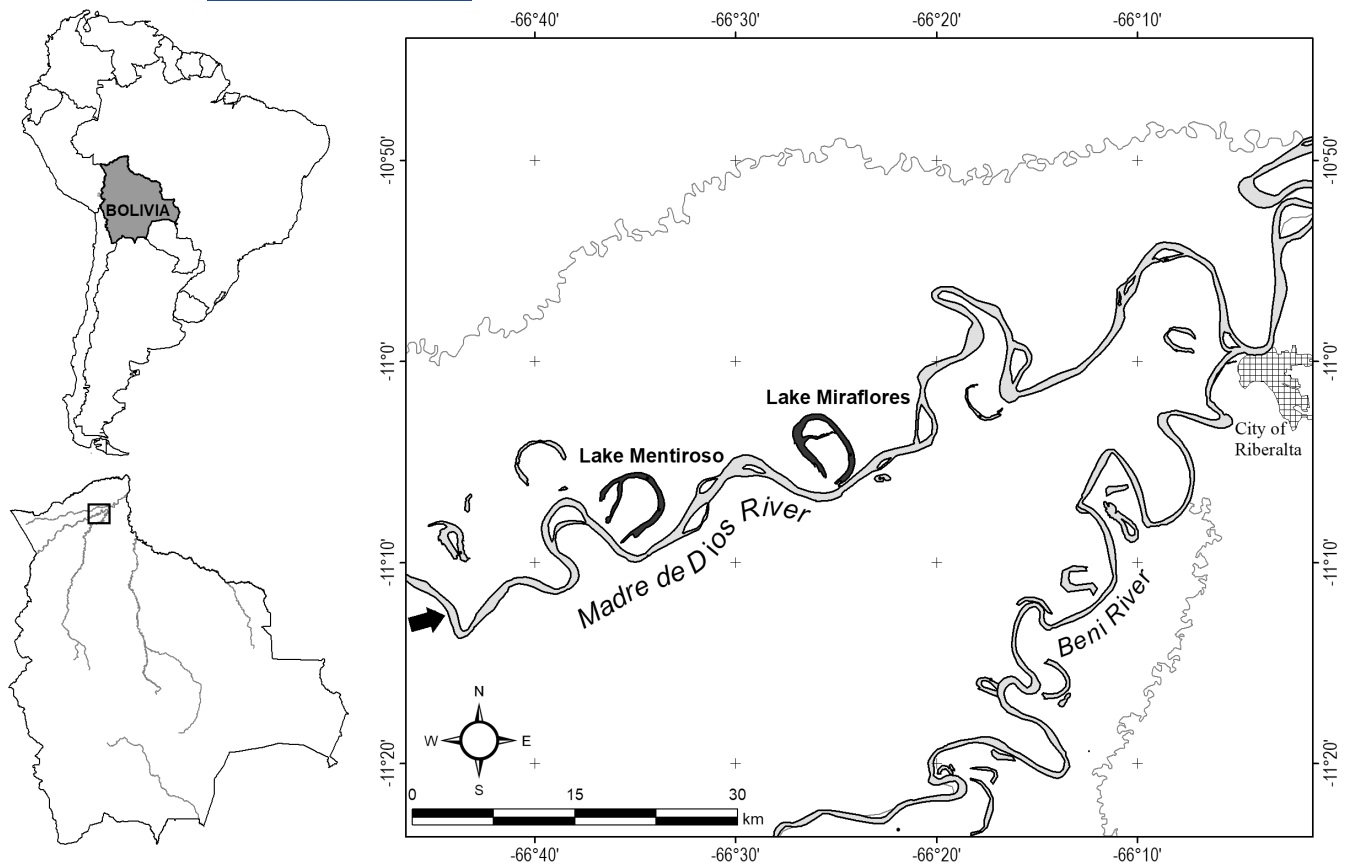 -66°40'
-66°30'
-66°20'
-66°10'
-10°50'
-10°50'
BOLIVIA
-11°0'
-11°0'
Lake Miraflores
City of
Riberalta
Lake Mentiroso
Madre de Dios River
-11°10'
-11°10'
Beni River
N
W
E
S
-11°20'
-11°20'
0
15
30
km
-66°40'
-66°30'
-66°20'
-66°10'